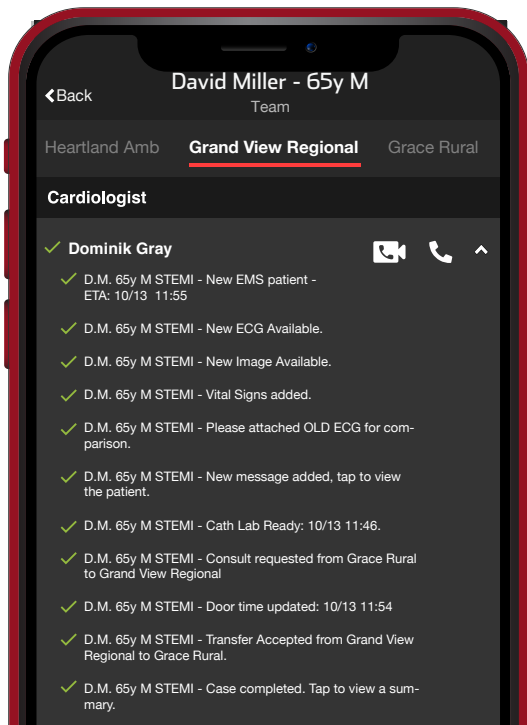 Back
David Miller - 65y M
Team
Heartland Amb
Grand View Regional
Grace Rural
Cardiologist
Dominik Gray
D.M. 65y M STEMI - New EMS patient -
ETA: 10/13 11:55
D.M. 65y M STEMI - New ECG Available.
D.M. 65y M STEMI - New Image Available.
D.M. 65y M STEMI - Vital Signs added.
D.M. 65y M STEMI - Please attached OLD ECG for com-
parison.
D.M. 65y M STEMI - New message added, tap to view
the patient.
D.M. 65y M STEMI - Cath Lab Ready: 10/13 11:46.
D.M. 65y M STEMI - Consult requested from Grace Rural
to Grand View Regional
D.M. 65y M STEMI - Door time updated: 10/13 11:54
D.M. 65y M STEMI - Transfer Accepted from Grand View
Regional to Grace Rural.
D.M. 65y M STEMI - Case completed. Tap to view a sum-
mary.